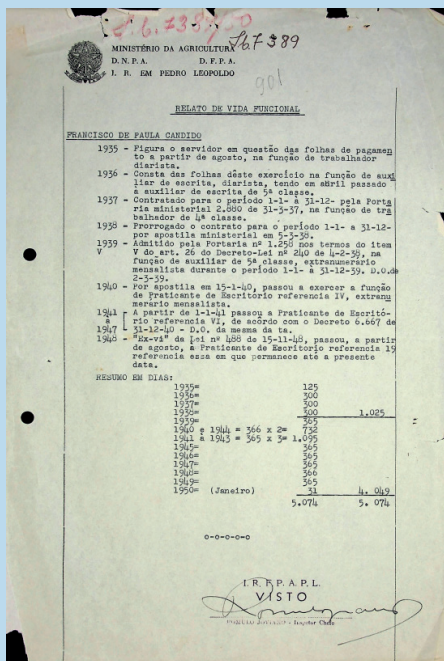 S.6.738/50
S6.7389
MINISTÉRIO DA AGRICULTURA
D. N. P. A. D. F. P. A.
I. R. EM PEDRO LEOPOLDO
901
RELATO DE VIDA FUNCIONAL
FRANCISCO DE PAULA CANDIDO
1935 - Figura o servidor em questão das folhas de pagamen
to a partir de agosto, na função de trabalhador
diarista.
1936 - Consta das folhas dêste exercício na função de auxi
liar de escrita, diarista, tendo em abril passado
à auxiliar de escrita de 5ª classe.
1937 - Contratado para o período 1-1- à 31-12- pela Porta
ria ministerial 2.880 de 31-3-37, na função de tra
balhador de 4ª classe.
1938 - Prorrogado o contrato para o período 1-1- à 31-12-
por apostila ministerial em 5-3-38.
1939 - Admitido pela Portaria nº 1.258 nos termos do item
V V do art. 26 do Decreto-Lei nº 240 de 4-2-38, na
função de auxiliar de 5ª classe, extranumerário
mensalista durante o período 1-1- à 31-12-39. D.O.de
2-3-39.
1940 - Por apostila em 15-1-40, passou a exercer a função
de Praticante de Escritorio referencia IV, extranu
merário mensalista.
1941 - A partir de 1-1-41 passou a Praticante de Escritó-
à rio referencia VI, de acôrdo com o Decreto 6.667 de
1947 - 31-12-40 - D.O. da mesma da ta.
1948 - "Ex-vi" da Lei nº 488 de 15-11-48, passou, a partir
de agosto, a Praticante de Escritorio referencia 19
referencia essa em que permanece até a presente
data.
RESUMO EM DIAS:
1935= 125
1936= 300
1937= 300
1938= 300 1.025
1939= 365
1940 e 1944 = 366 x 2= 732
1941 à 1943 = 365 x 3= 1.095
1945= 365
1946= 365
1947= 365
1948= 366
1949= 365
1950= (Janeiro) 31 4. 049
5.074 5. 074
o-o-o-o-o
I. R. F. P. A. P. L.
VISTO
Inspetor Chefe